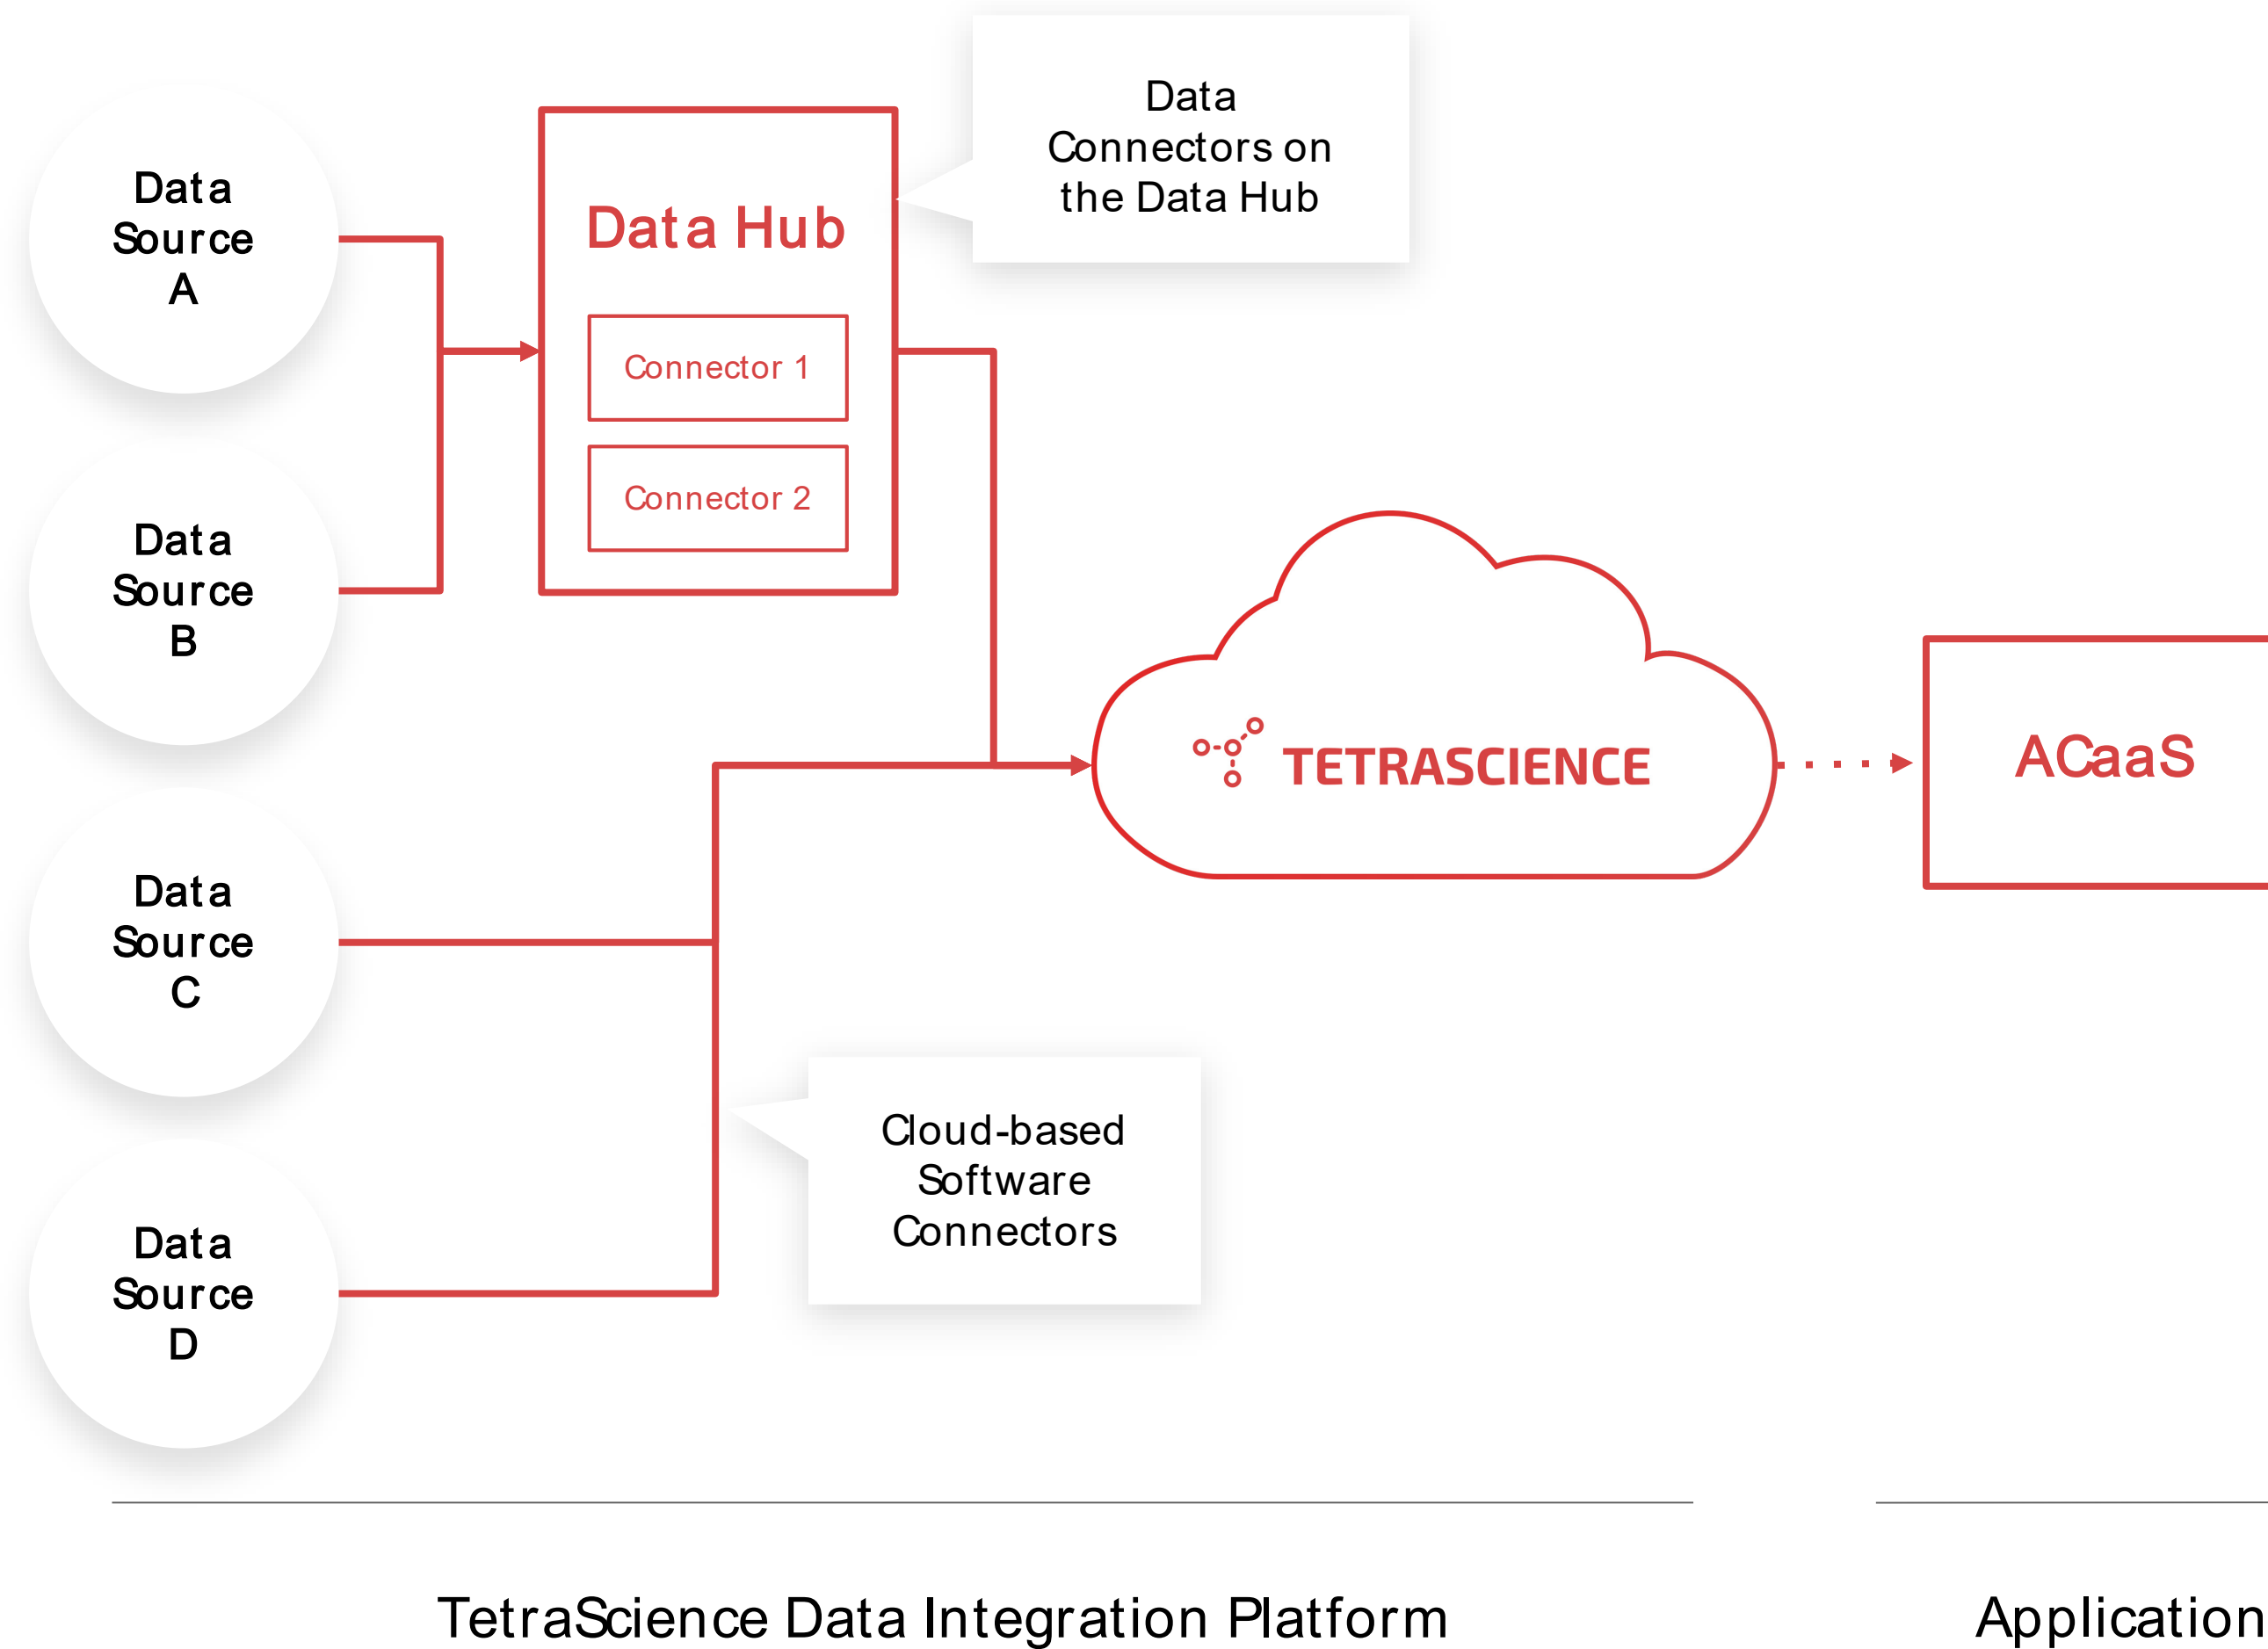 Data
Source
A
Data
Source
B
Data
Source
C
Data
Source
D
Data Hub
Connector 1
Connector 2
Data
Connectors on
the Data Hub
Cloud-based
Software
Connectors
TETRASCIENCE
ACaaS
TetraScience Data Integration Platform
Application